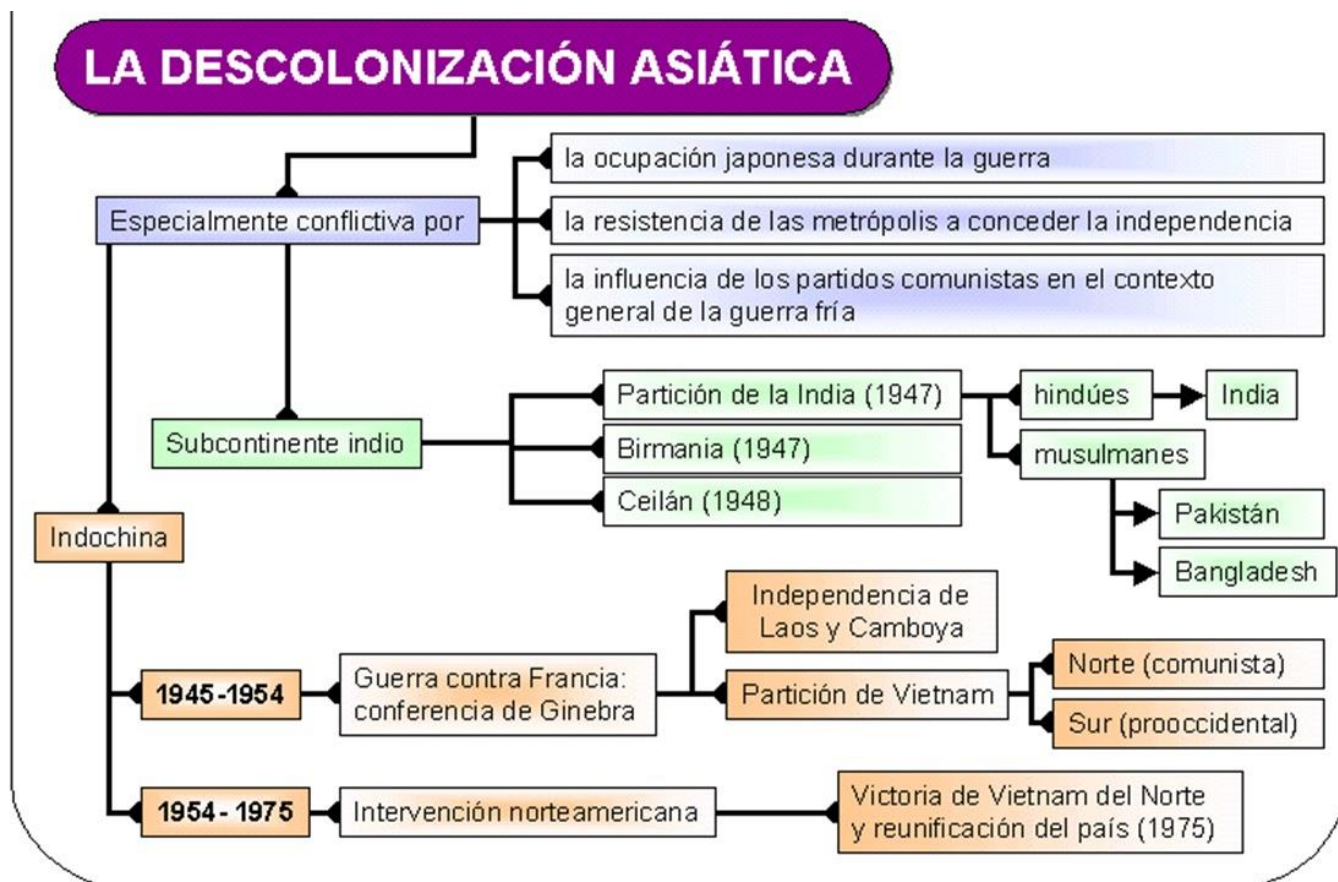 LA DESCOLONIZACIÓN ASIÁTICA
Especialmente conflictiva por
la ocupación japonesa durante la guerra
la resistencia de las metrópolis a conceder la independencia
la influencia de los partidos comunistas en el contexto
general de la guerra fría
Subcontinente indio
Partición de la India (1947)
hindúes
India
musulmanes
Pakistán
Bangladesh
Birmania (1947)
Ceilán (1948)
Indochina
1945-1954
Guerra contra Francia:
conferencia de Ginebra
Independencia de
Laos y Camboya
Partición de Vietnam
Norte (comunista)
Sur (prooccidental)
1954-1975
Intervención norteamericana
Victoria de Vietnam del Norte
y reunificación del país (1975)